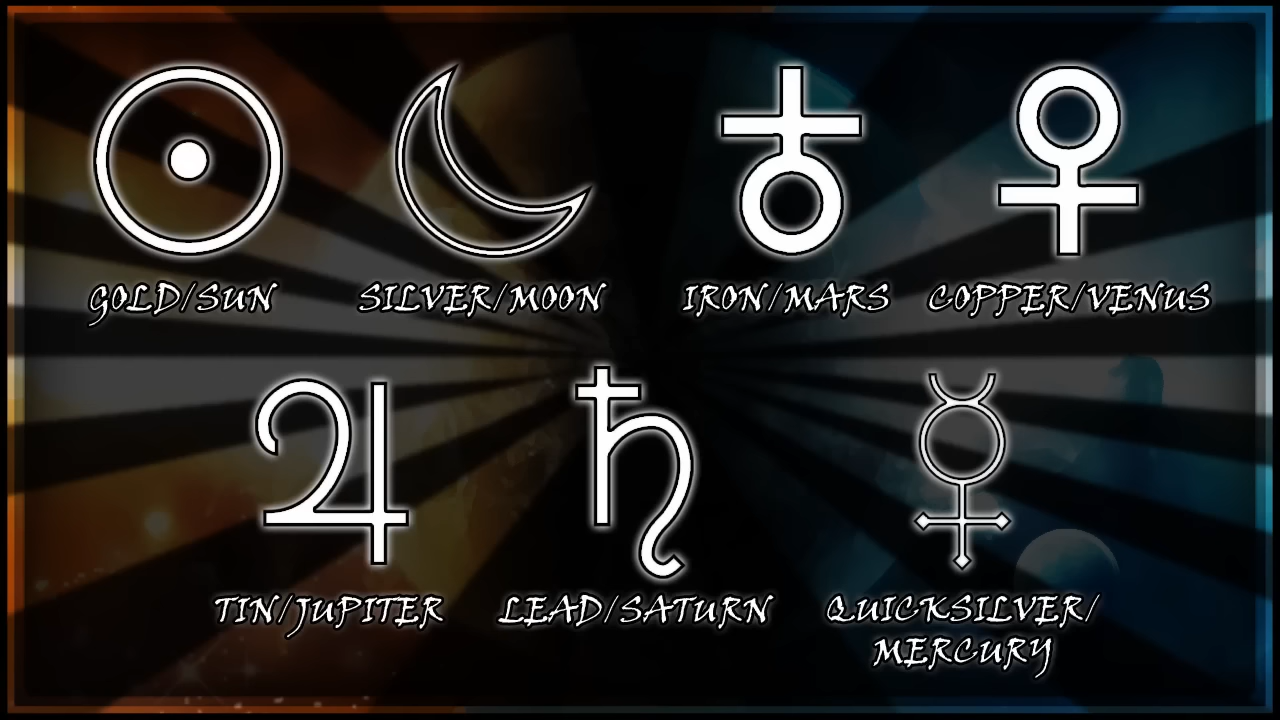 GOLD/SUN
SILVER/MOON
IRON/MARS
COPPER/VENUS
TIN/JUPITER
LEAD/SATURN
QUICKSILVER/
MERCURY